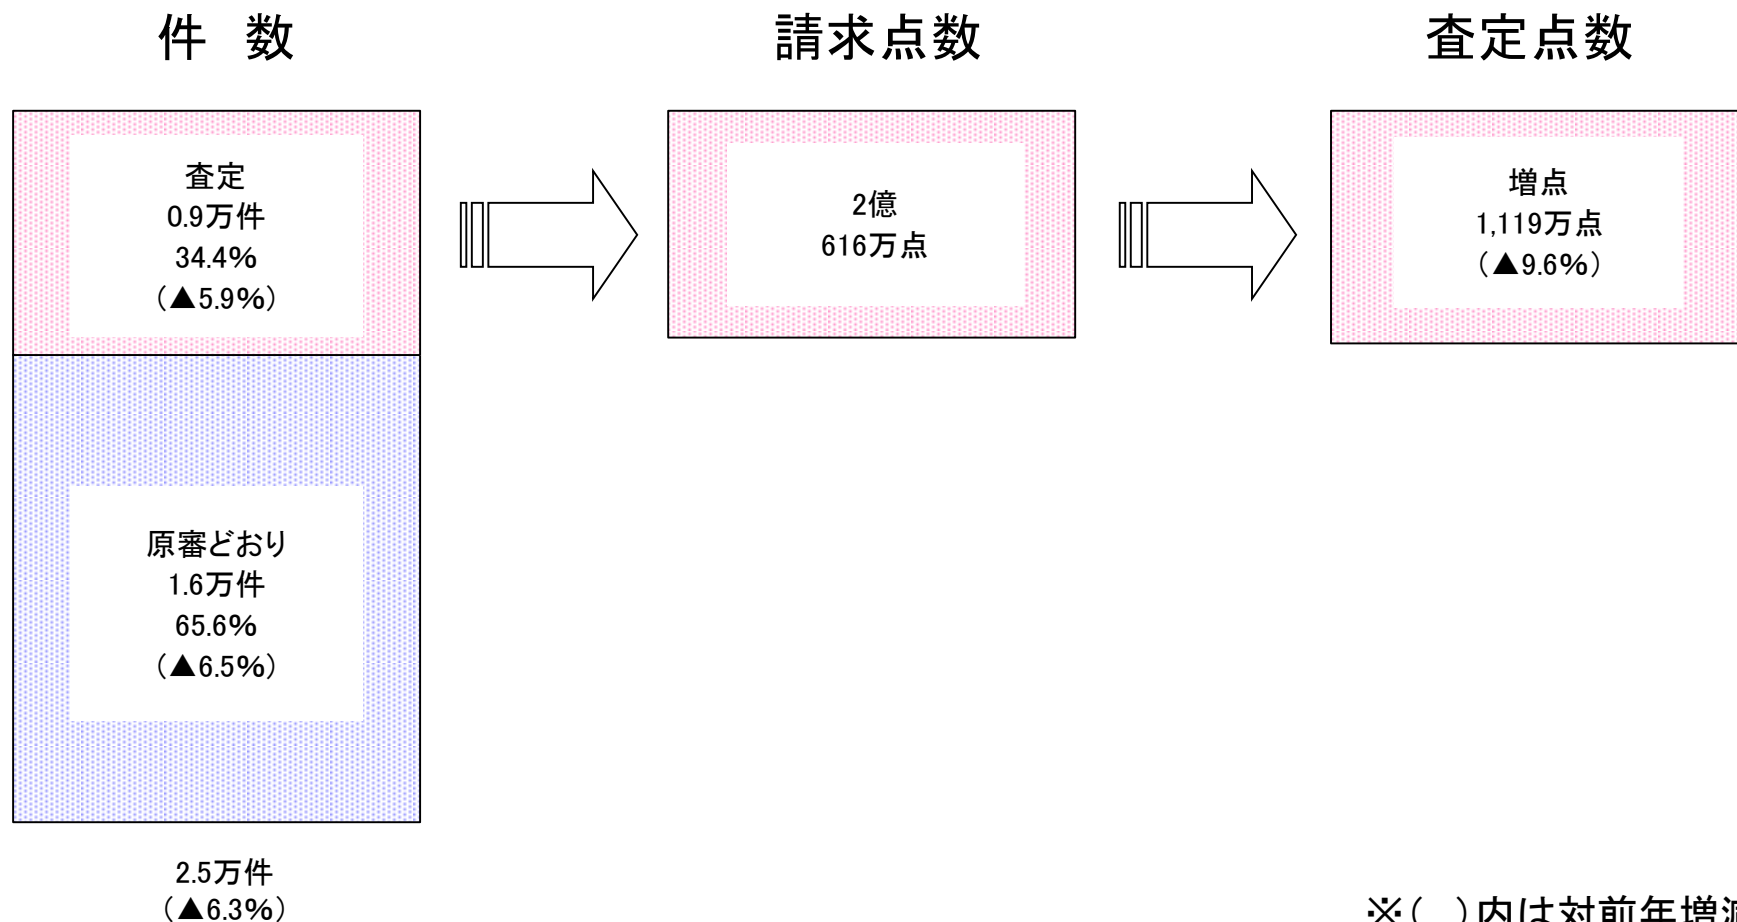 件 数
請求点数
査定点数
査定
0.9万件
34.4%
(▲5.9%)
2億
616万点
増点
1,119万点
(▲9.6%)
原審どおり
1.6万件
65.6%
(▲6.5%)
2.5万件
(▲6.3%)
※( )内は対前年増減